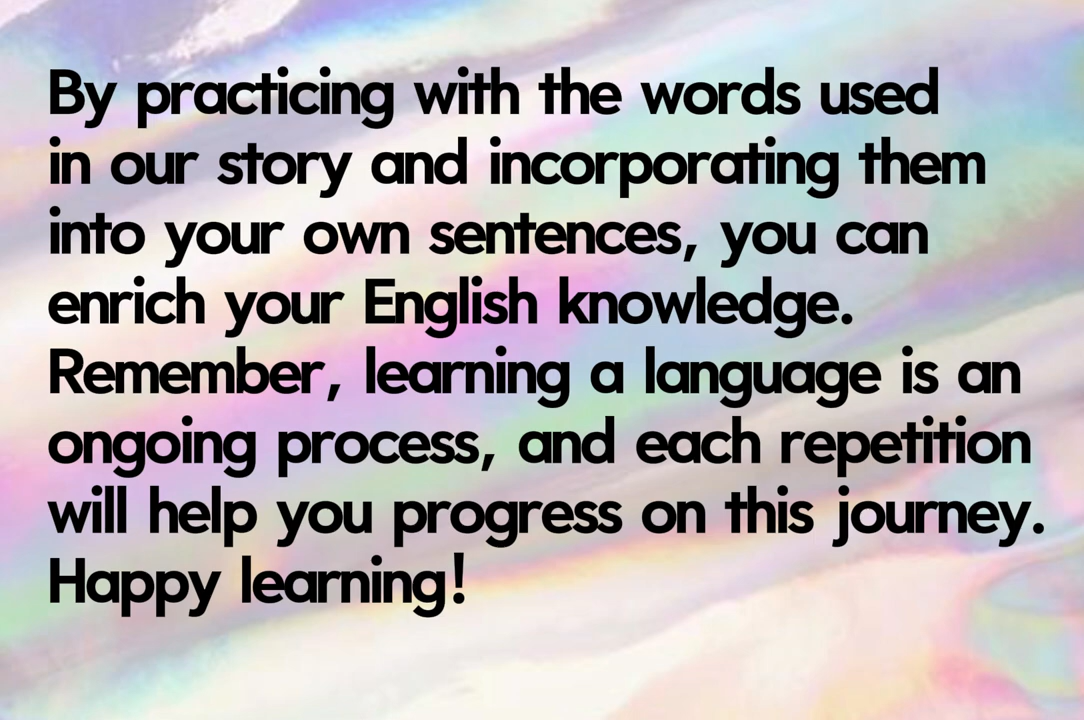 By practicing with the words used
in our story and incorporating them
into your own sentences, you can
enrich your English knowledge.
Remember, learning a language is an
ongoing process, and each repetition
will help you progress on this journey.
Happy learning!